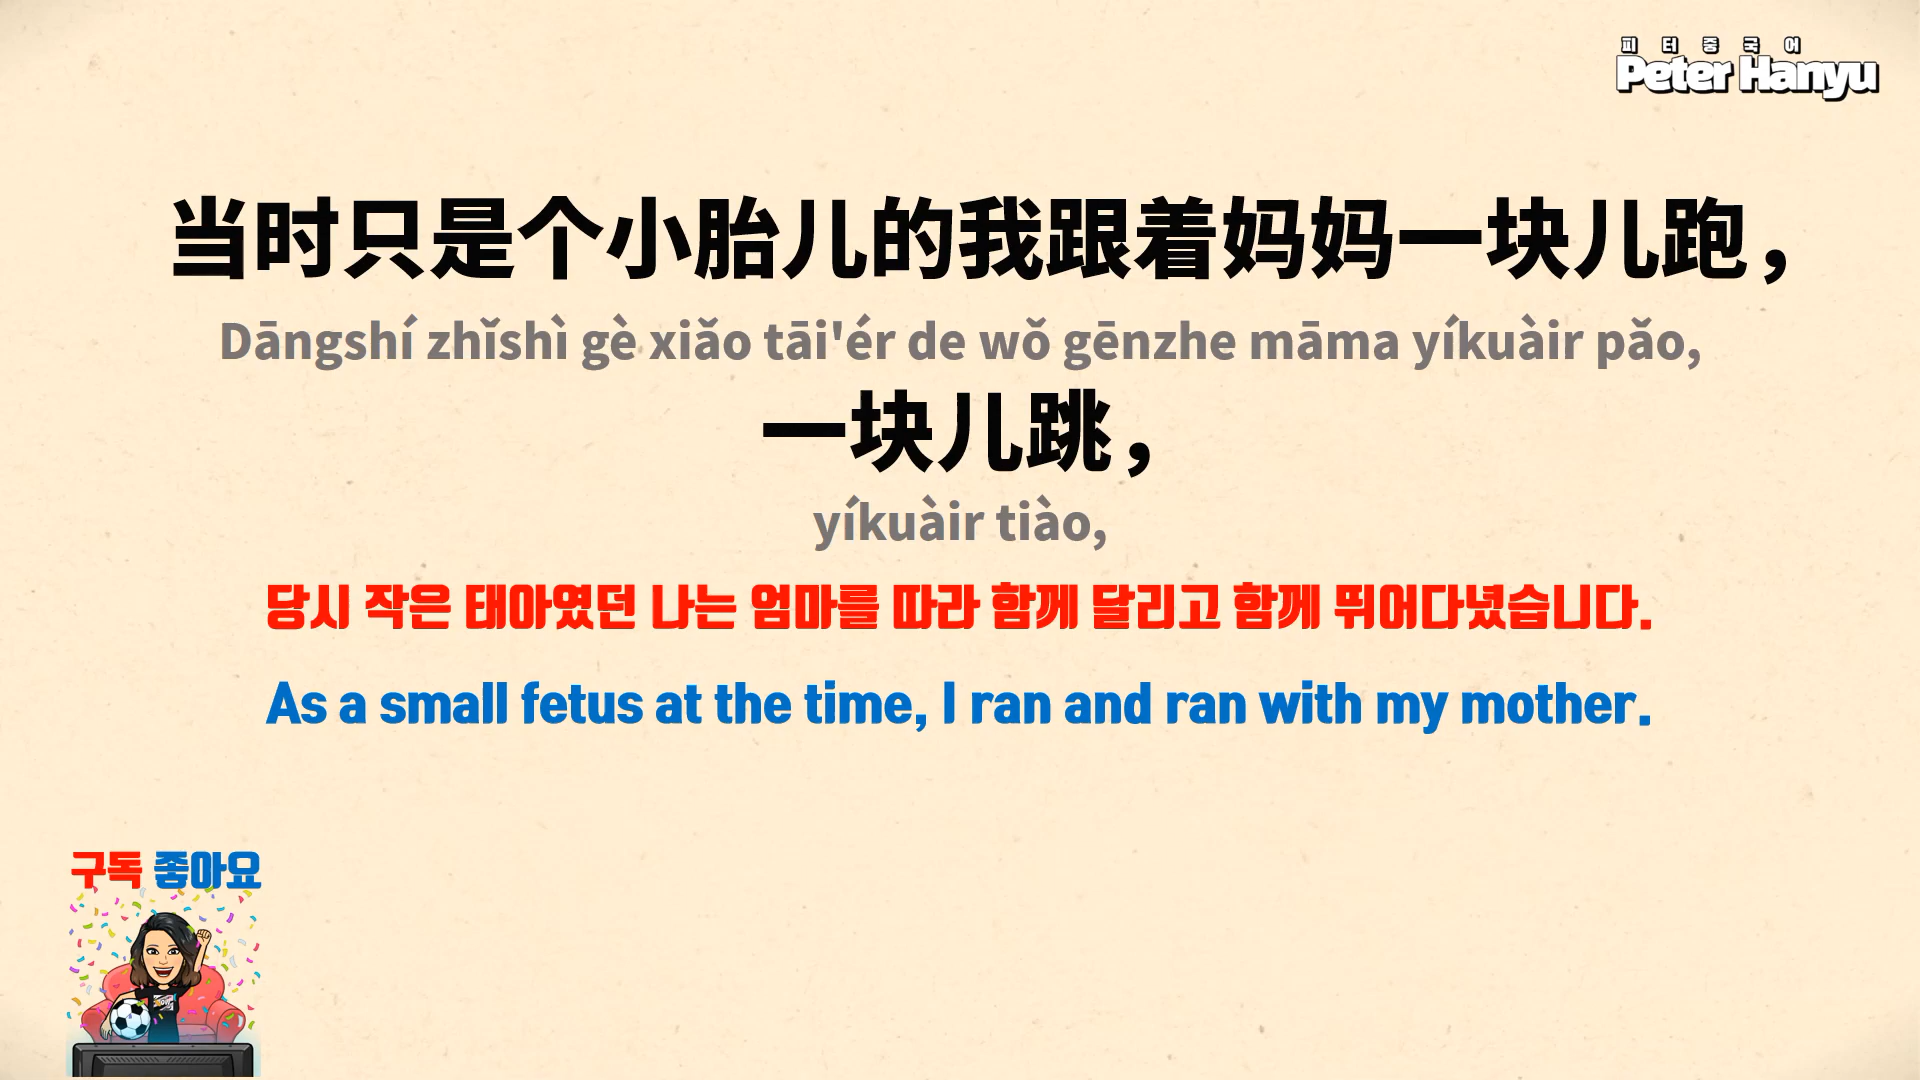 피터중국어
Peter Hanyu
当时只是个小胎儿的我跟着妈妈一块儿跑，
Dāngshí zhǐshì gè xiǎo tāi'ér de wǒ gēnzhe māma yíkuàir pǎo,
一块儿跳，
yíkuàir tiào,
당시 작은 태아였던 나는 엄마를 따라 함께 달리고 함께 뛰어다녔습니다.
As a small fetus at the time, I ran and ran with my mother.
구독 좋아요